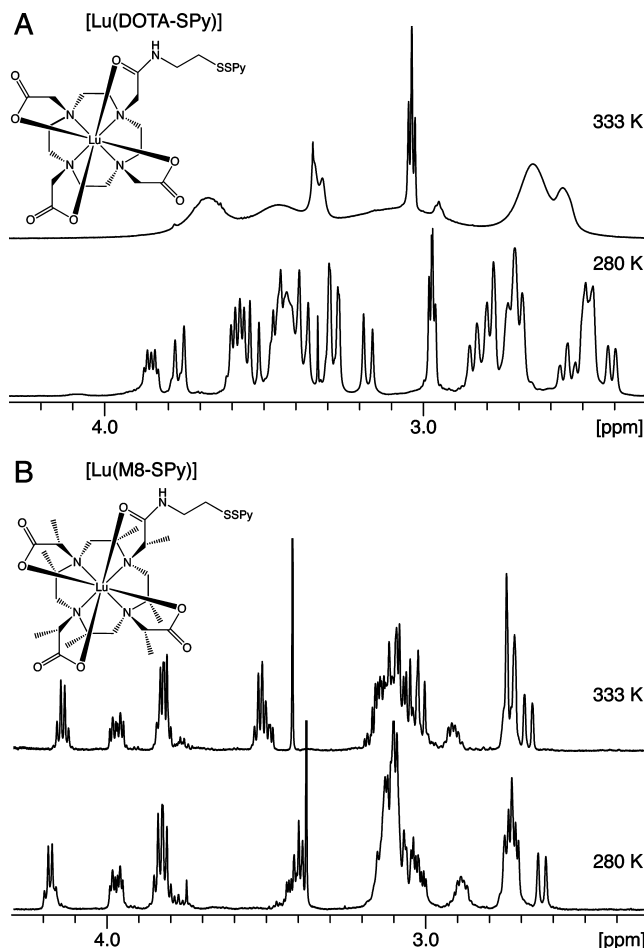 A
[Lu(DOTA-SPy)]
H
N
O
SSPy
O
N
N
O
Lu
N
N
O
O
O
O
333 K
280 K
4.0
3.0
[ppm]
B
[Lu(M8-SPy)]
H
N
O
SSPy
O
N
N
O
Lu
O
N
N
O
O
O
333 K
280 K
4.0
3.0
[ppm]